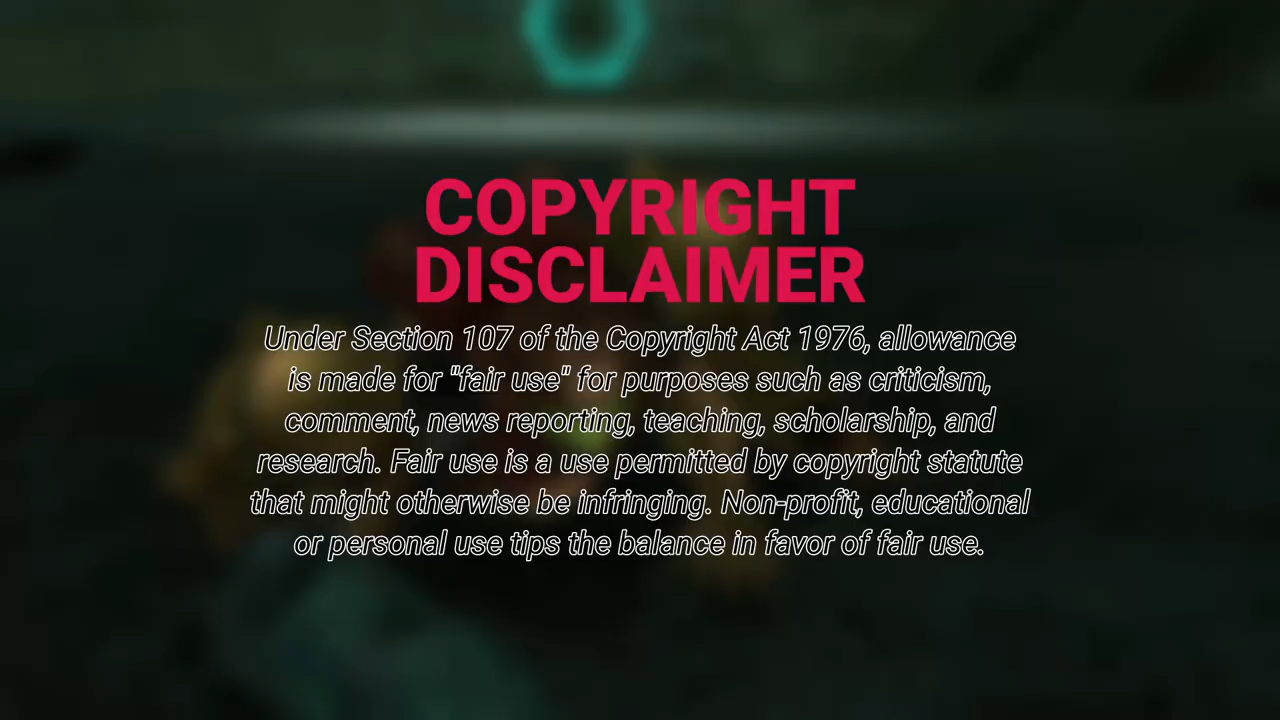 COPYRIGHT
DISCLAIMER
Under Section 107 of the Copyright Act 1976, allowance
is made for "fair use" for purposes such as criticism,
comment, news reporting, teaching, scholarship, and
research. Fair use is a use permitted by copyright statute
that might otherwise be infringing. Non-profit, educational
or personal use tips the balance in favor of fair use.